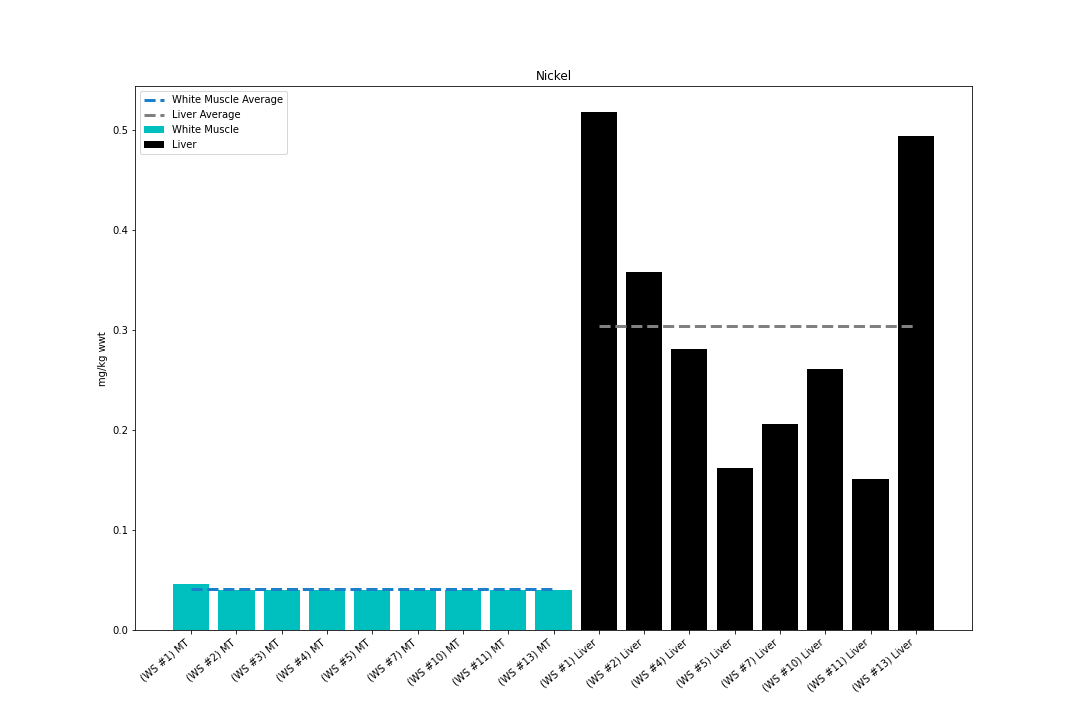 Nickel
White Muscle Average
Liver Average
White Muscle
Liver
mg/kg wwt
0.5
0.4
0.3
0.2
0.1
0.0
(WS #1) MT
(WS #2) MT
(WS #3) MT
(WS #4) MT
(WS #5) MT
(WS #7) MT
(WS #10) MT
(WS #11) MT
(WS #13) MT
(WS #1) Liver
(WS #2) Liver
(WS #4) Liver
(WS #5) Liver
(WS #7) Liver
(WS #10) Liver
(WS #11) Liver
(WS #13) Liver